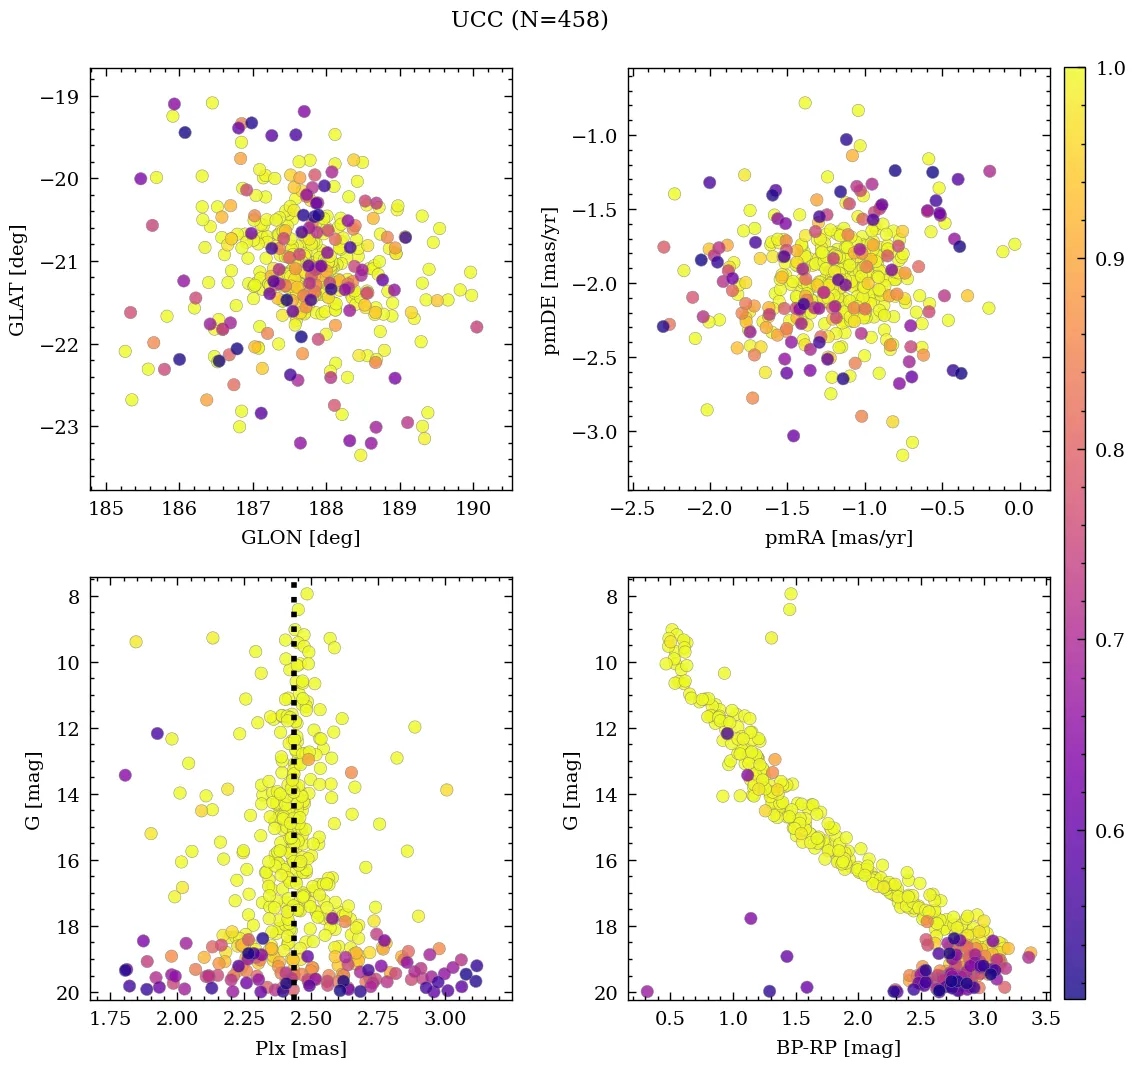 UCC (N=458)
−19
−20
−21
−22
−23
GLAT [deg]
185 186 187 188 189 190
GLON [deg]
−1.0
−1.5
−2.0
−2.5
−3.0
pmDE [mas/yr]
−2.5 −2.0 −1.5 −1.0 −0.5 0.0
pmRA [mas/yr]
1.0
0.9
0.8
0.7
0.6
8
10
12
14
16
18
20
G [mag]
1.75 2.00 2.25 2.50 2.75 3.00
Plx [mas]
8
10
12
14
16
18
20
G [mag]
0.5 1.0 1.5 2.0 2.5 3.0 3.5
BP-RP [mag]